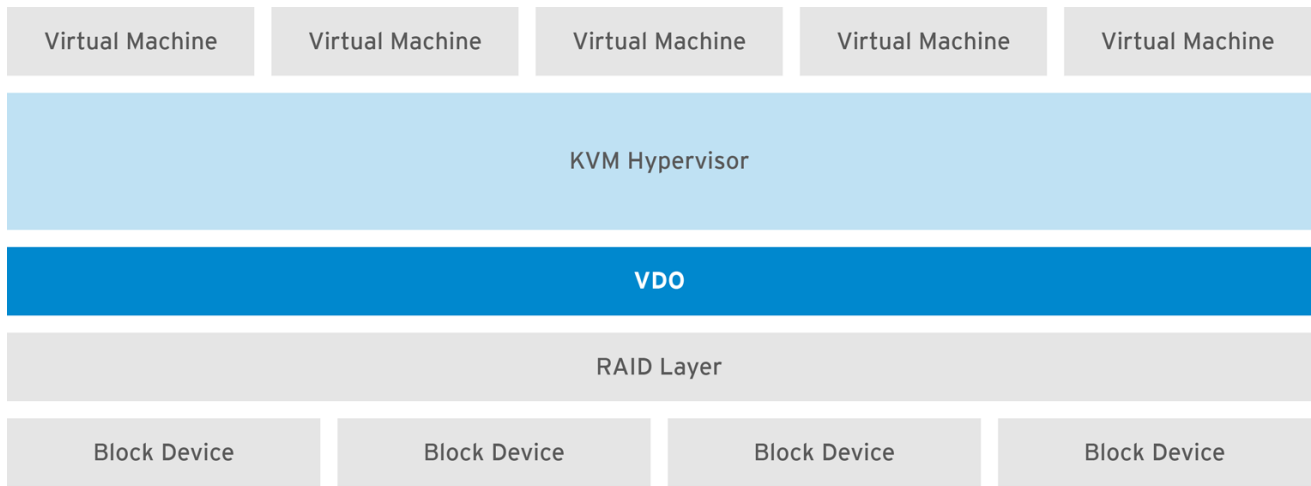 Virtual Machine Virtual Machine Virtual Machine Virtual Machine Virtual Machine
KVM Hypervisor
VDO
RAID Layer
Block Device Block Device Block Device Block Device